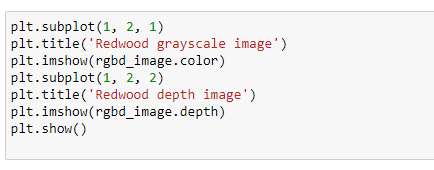 plt.subplot(1, 2, 1)
plt.title('Redwood grayscale image')
plt.imshow(rgbd_image.color)
plt.subplot(1, 2, 2)
plt.title('Redwood depth image')
plt.imshow(rgbd_image.depth)
plt.show()